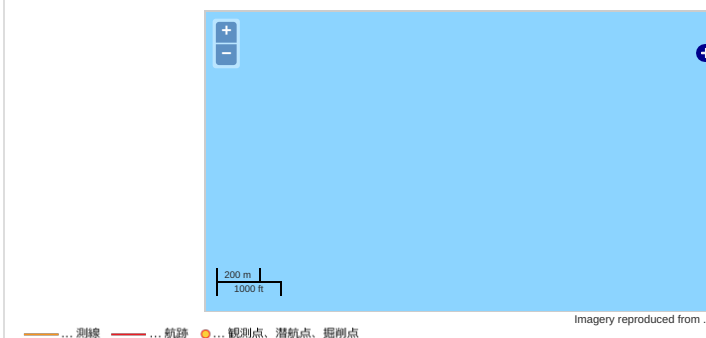 +
−
200 m
1000 ft
Imagery reproduced from .
... 測線 ... 航跡 ... 観測点、潜航点、掘削点